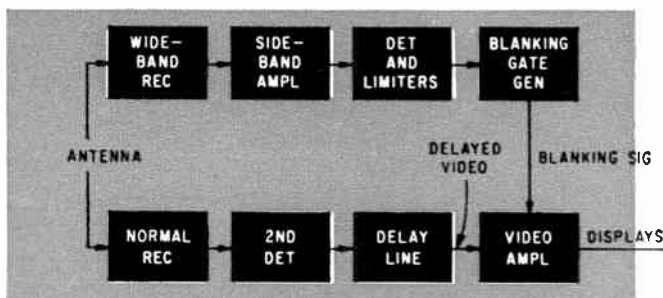 WIDE-
BAND
REC
SIDE-
BAND
AMPL
DET
AND
LIMITERS
BLANKING
GATE
GEN
ANTENNA
DELAYED
VIDEO
BLANKING SIG
NORMAL
REC
2ND
DET
DELAY
LINE
VIDEO
AMPL
DISPLAYS